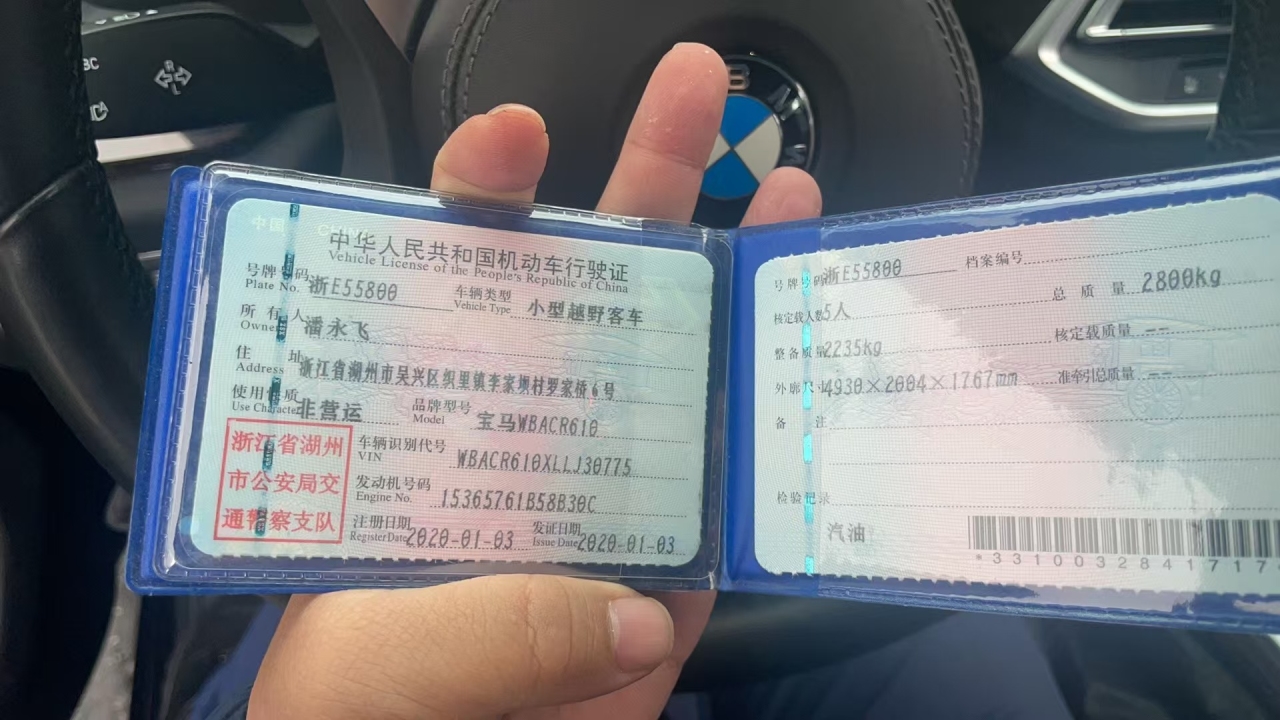 中国 CHINA
中华人民共和国机动车行驶证
Vehicle License of the People's Republic of China
号牌号码 浙E55800 车辆类型 小型越野客车
Plate No. Vehicle Type
所有人 潘永飞
Owner
住址 浙江省湖州市吴兴区织里镇李家坝村罗家桥6号
Address
使用性质 非营运 品牌型号 宝马WBACR610
Use Character Model
浙江省湖州
市公安局交
通警察支队
车辆识别代号 WBACR610XLLJ30775
VIN
发动机号码 15365761B58B30C
Engine No.
注册日期 2020-01-03 发证日期 2020-01-03
Register Date Issue Date
号牌号码 浙E55800 档案编号
核定载人数 5人 总质量 2800kg
整备质量 2235kg 核定载质量 --
外廓尺寸 4930×2004×1767mm 准牵引总质量 --
备注
检验记录
汽油
*3310032841717